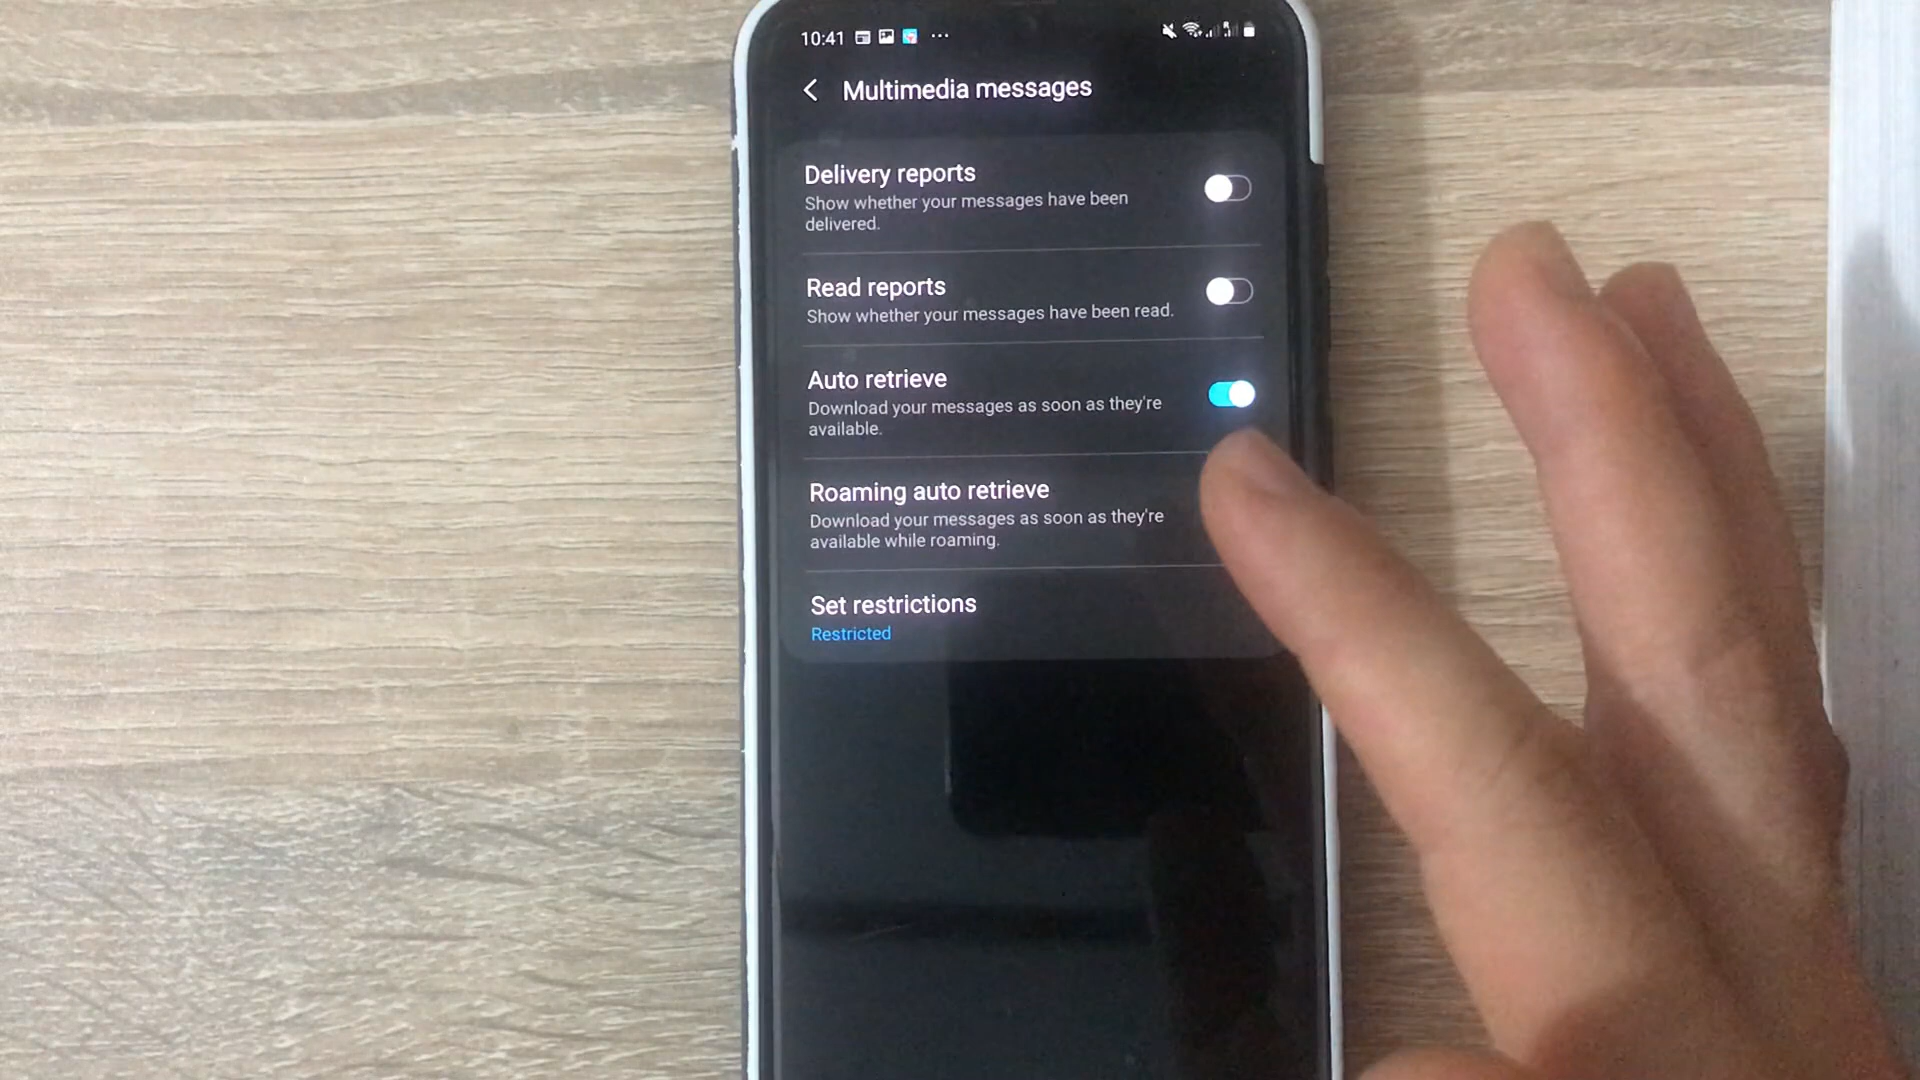 10:41
Multimedia messages
Delivery reports
Show whether your messages have been
delivered.
Read reports
Show whether your messages have been read.
Auto retrieve
Download your messages as soon as they're
available.
Roaming auto retrieve
Download your messages as soon as they're
available while roaming.
Set restrictions
Restricted